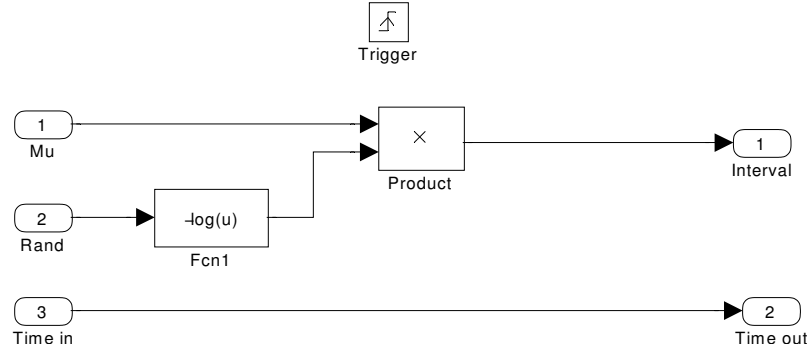 Trigger
1
Mu
×
Product
1
Interval
2
Rand
-log(u)
Fcn1
3
Time in
2
Time out